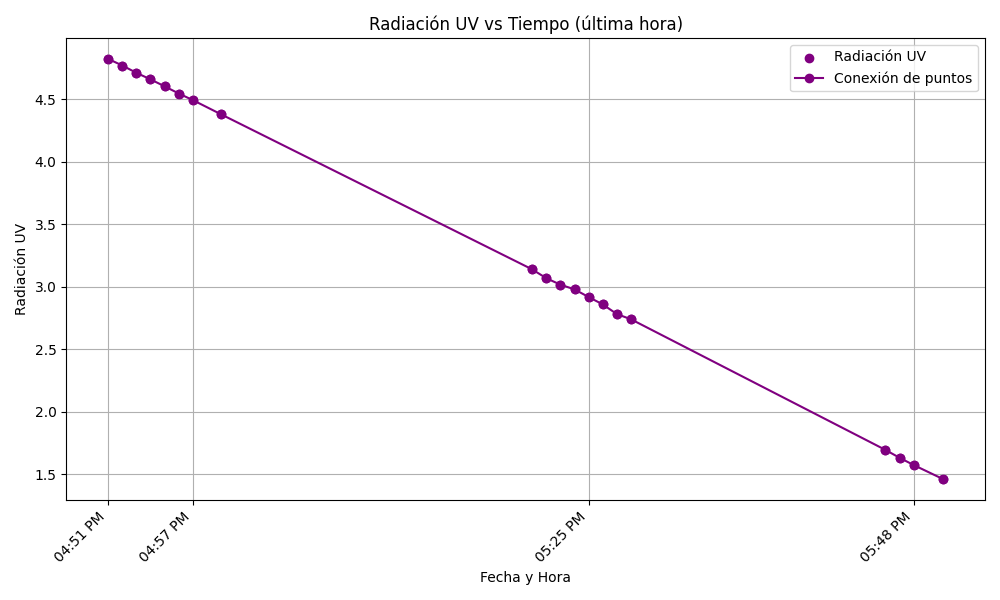 Radiación UV vs Tiempo (última hora)
Radiación UV
Conexión de puntos
Radiación UV
4.5
4.0
3.5
3.0
2.5
2.0
1.5
04:51 PM
04:57 PM
05:25 PM
05:48 PM
Fecha y Hora